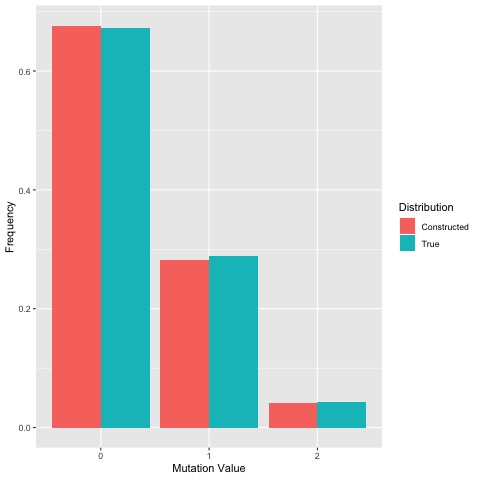 Frequency
0.6
0.4
0.2
0.0
0 1 2
Mutation Value
Distribution
Constructed
True